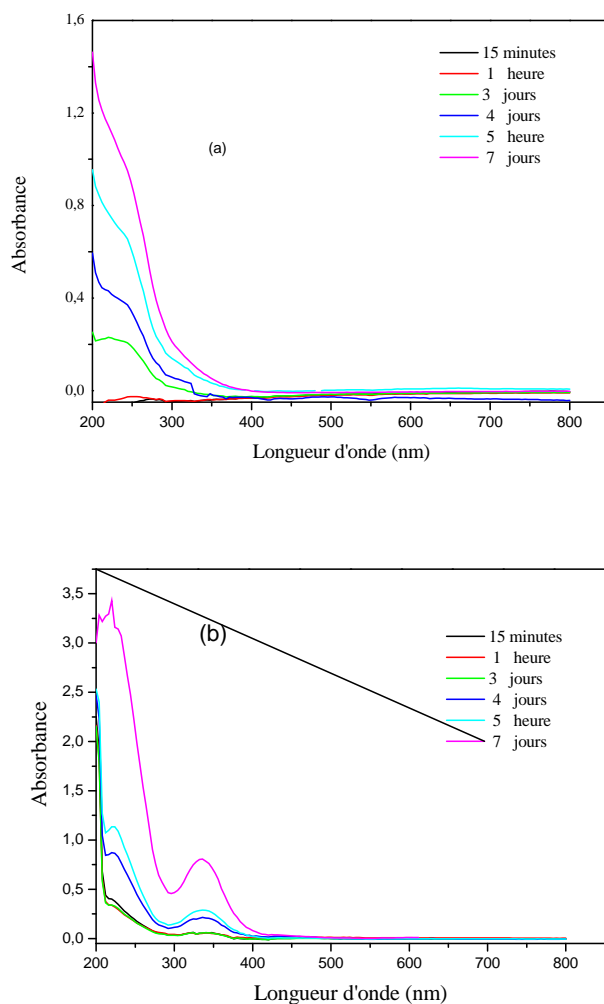 1,6
1,2
0,8
0,4
0,0
200 300 400 500 600 700 800
Absorbance
Longueur d'onde (nm)
(a)
15 minutes
1 heure
3 jours
4 jours
5 heure
7 jours
3,5
3,0
2,5
2,0
1,5
1,0
0,5
0,0
200 300 400 500 600 700 800
Absorbance
Longueur d'onde (nm)
(b)
15 minutes
1 heure
3 jours
4 jours
5 heure
7 jours